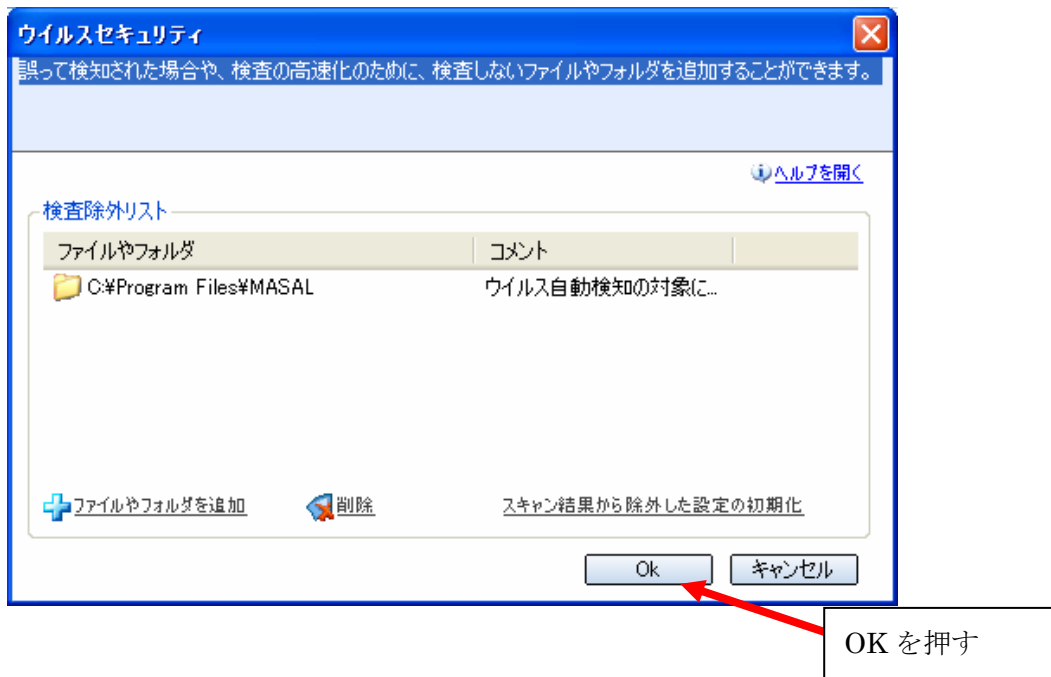 ウイルスセキュリティ
誤って検知された場合や、検査の高速化のために、検査しないファイルやフォルダを追加することができます。
ヘルプを開く
検査除外リスト
ファイルやフォルダ コメント
C:¥Program Files¥MASAL ウイルス自動検知の対象に...
ファイルやフォルダを追加 削除 スキャン結果から除外した設定の初期化
Ok キャンセル
OK を押す